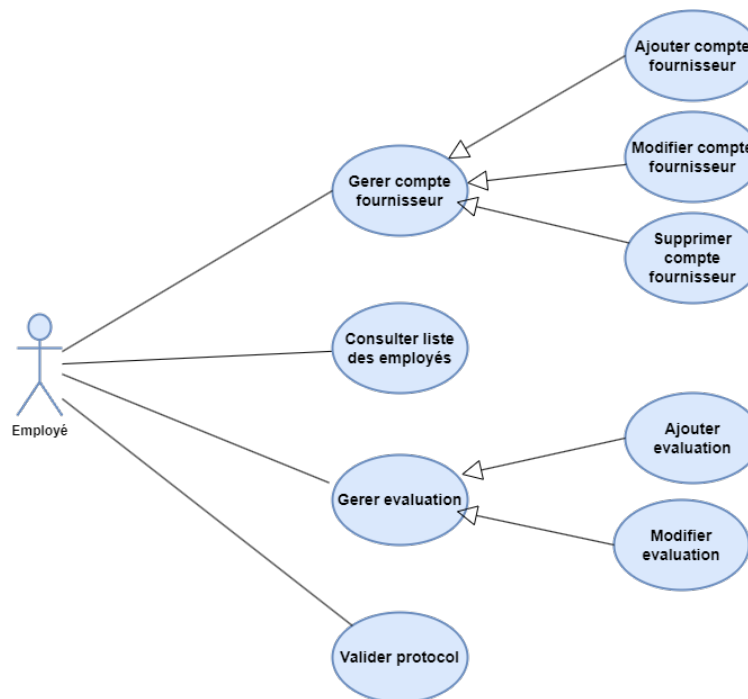 Ajouter compte
fournisseur
Modifier compte
fournisseur
Gerer compte
fournisseur
Supprimer
compte
fournisseur
Consulter liste
des employés
Employé
Ajouter
evaluation
Gerer evaluation
Modifier
evaluation
Valider protocol